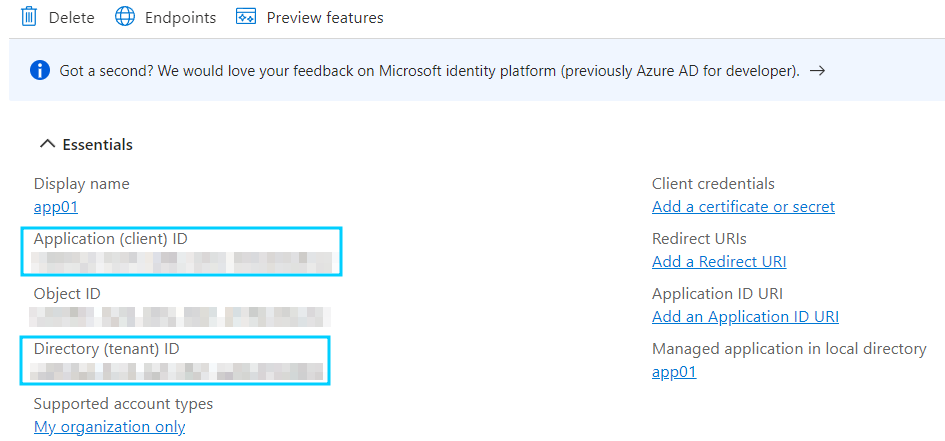 Delete Endpoints Preview features
Got a second? We would love your feedback on Microsoft identity platform (previously Azure AD for developer).
Essentials
Display name
app01
Application (client) ID
Object ID
Directory (tenant) ID
Supported account types
My organization only
Client credentials
Add a certificate or secret
Redirect URIs
Add a Redirect URI
Application ID URI
Add an Application ID URI
Managed application in local directory
app01